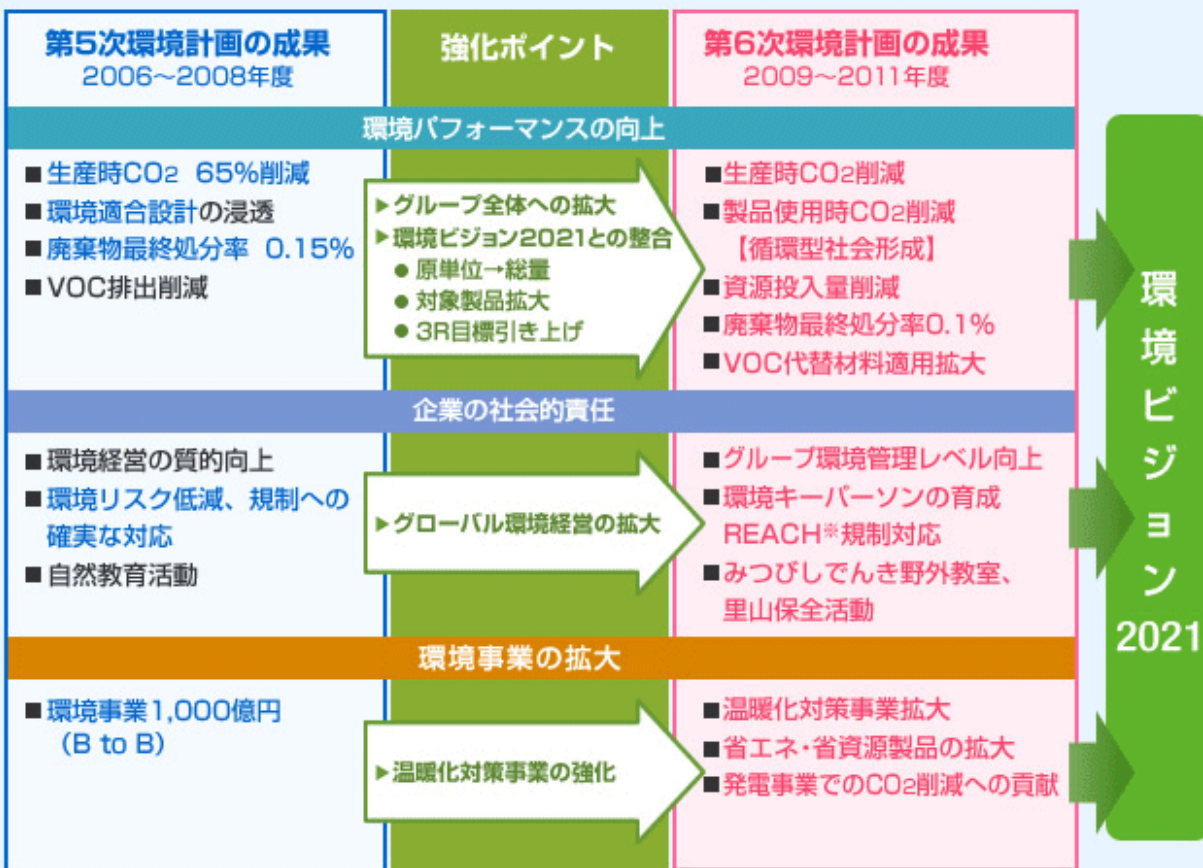 第5次環境計画の成果
2006～2008年度
強化ポイント
第6次環境計画の成果
2009～2011年度
環境パフォーマンスの向上
■生産時CO2 65%削減
■環境適合設計の浸透
■廃棄物最終処分率 0.15%
■VOC排出削減
▶グループ全体への拡大
▶環境ビジョン2021との整合
●原単位→総量
●対象製品拡大
●3R目標引き上げ
■生産時CO2削減
■製品使用時CO2削減
【循環型社会形成】
■資源投入量削減
■廃棄物最終処分率0.1%
■VOC代替材料適用拡大
企業の社会的責任
■環境経営の質的向上
■環境リスク低減、規制への
確実な対応
■自然教育活動
▶グローバル環境経営の拡大
■グループ環境管理レベル向上
■環境キーパーソンの育成
REACH※規制対応
■みつびしでんき野外教室、
里山保全活動
環境事業の拡大
■環境事業1,000億円
（B to B）
▶温暖化対策事業の強化
■温暖化対策事業拡大
■省エネ・省資源製品の拡大
■発電事業でのCO2削減への貢献
環境ビジョン
2021